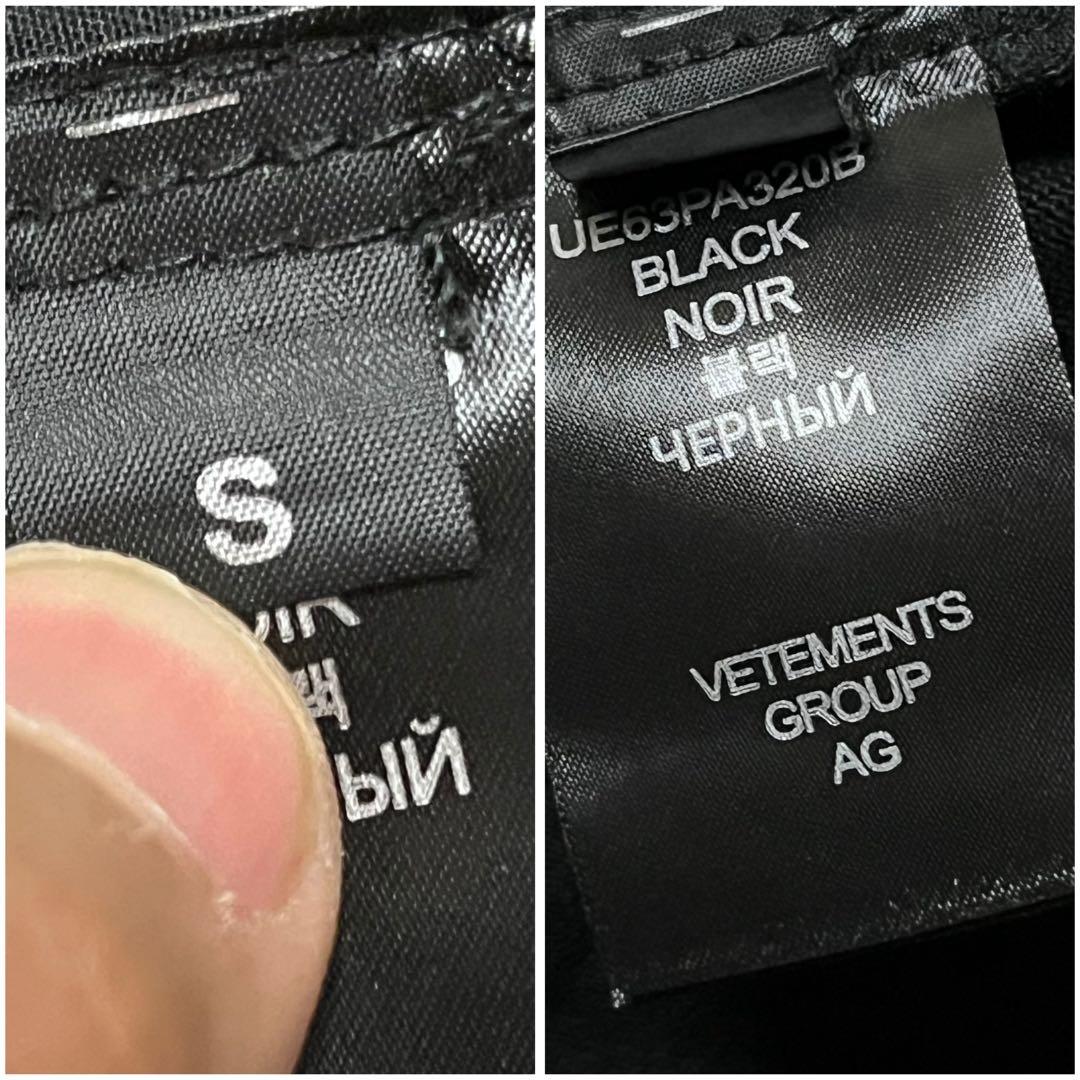 S
ЫЙ
UE63PA320B
BLACK
NOIR
블랙
ЧЕРНЫЙ
VETEMENTS
GROUP
AG